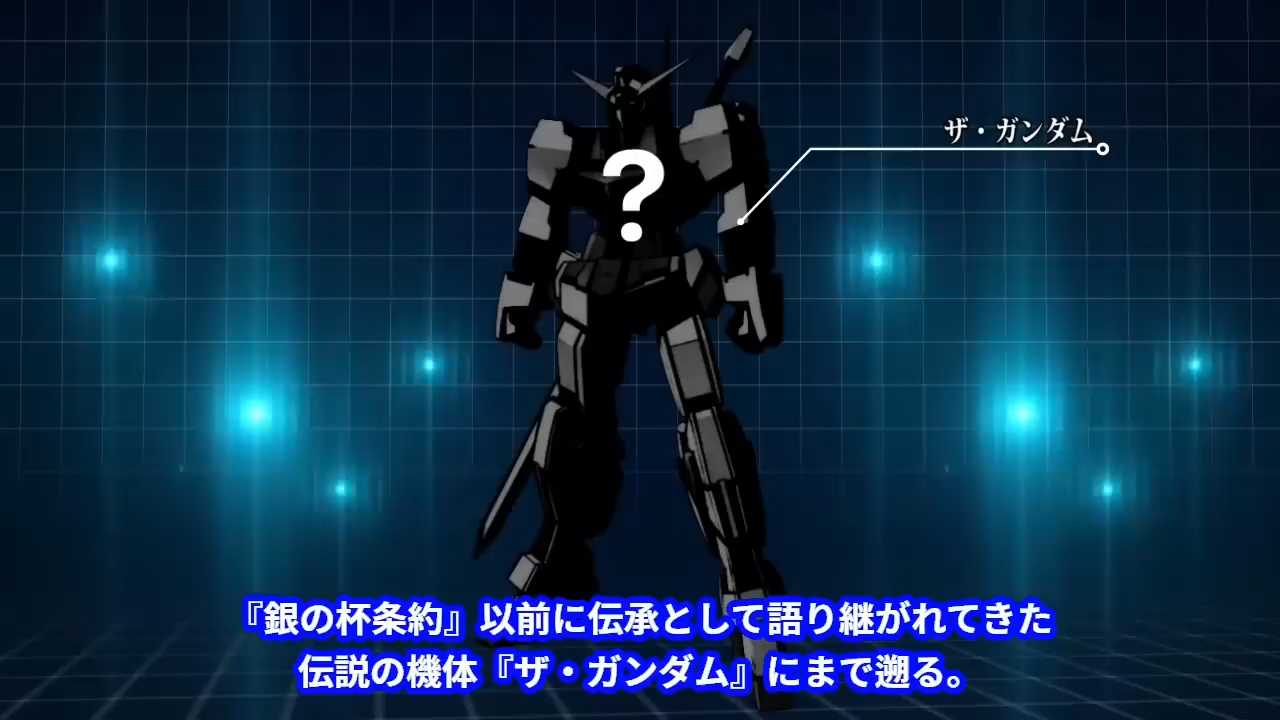 ザ・ガンダム
?
『銀の杯条約』以前に伝承として語り継がれてきた
伝説の機体『ザ・ガンダム』にまで遡る。